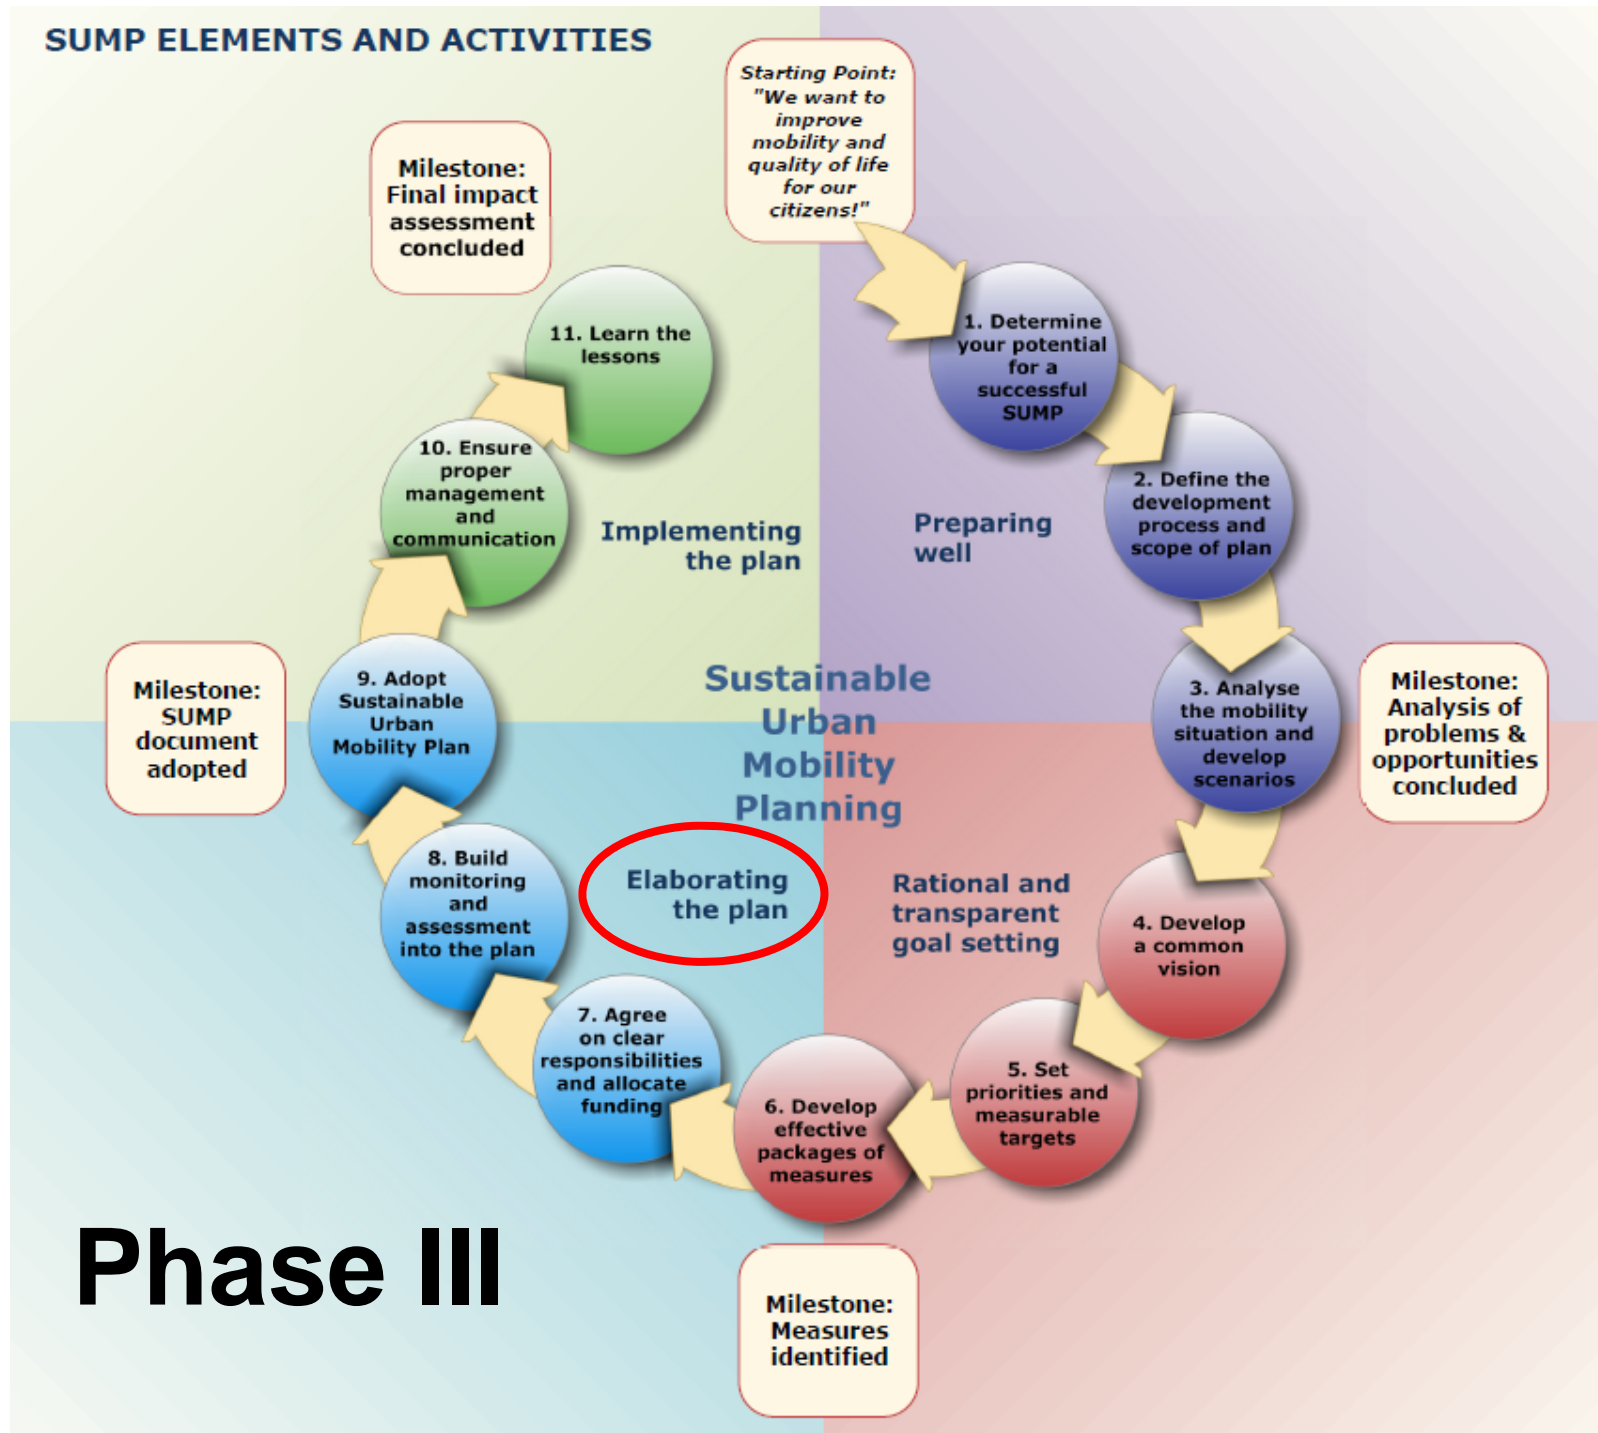 SUMP ELEMENTS AND ACTIVITIES
Starting Point:
"We want to
improve
mobility and
quality of life
for our
citizens!"
1. Determine
your potential
for a
successful
SUMP
2. Define the
development
process and
scope of plan
Preparing
well
3. Analyse
the mobility
situation and
develop
scenarios
Milestone:
Analysis of
problems &
opportunities
concluded
4. Develop
a common
vision
5. Set
priorities and
measurable
targets
6. Develop
effective
packages of
measures
Rational and
transparent
goal setting
Milestone:
Measures
identified
7. Agree
on clear
responsibilities
and allocate
funding
8. Build
monitoring
and
assessment
into the plan
9. Adopt
Sustainable
Urban
Mobility Plan
Elaborating
the plan
Milestone:
SUMP
document
adopted
10. Ensure
proper
management
and
communication
11. Learn the
lessons
Implementing
the plan
Milestone:
Final impact
assessment
concluded
Sustainable
Urban
Mobility
Planning
Phase III